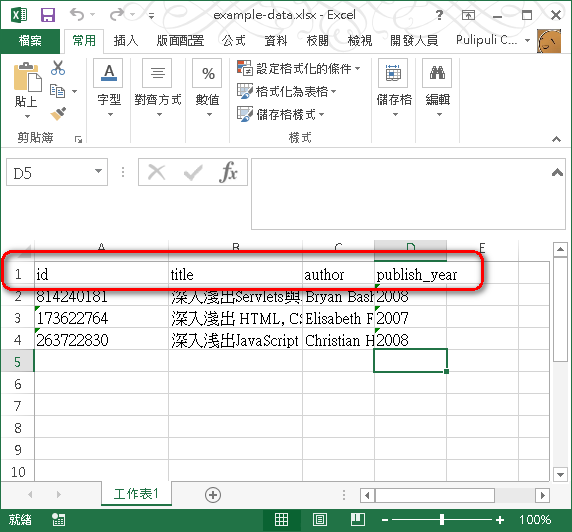 example-data.xlsx - Excel
檔案 常用 插入 版面配置 公式 資料 校閱 檢視 開發人員 Pulipuli C...
貼上 字型 對齊方式 % 數值 設定格式化的條件 格式化為表格 儲存格樣式 儲存格 編輯
剪貼簿 樣式
D5 fx
A B C D E
1 id title author publish_year
2 814240181 深入淺出Servlets與 Bryan Bash 2008
3 173622764 深入淺出 HTML, CS Elisabeth F 2007
4 263722830 深入淺出JavaScript Christian H 2008
5
6
7
8
9
10
工作表1
就緒 100%